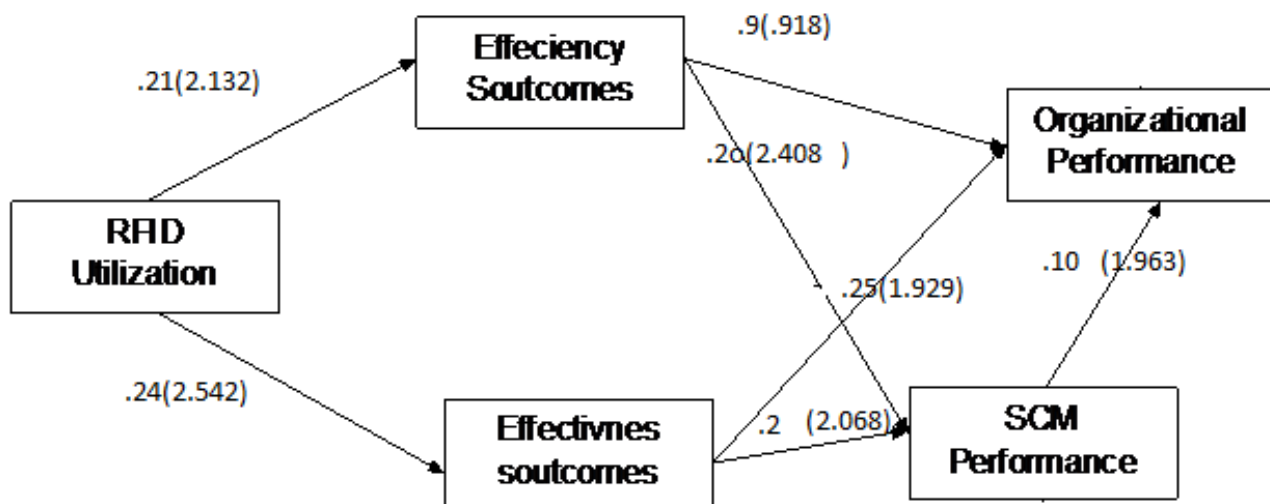 .9(.918)
Effeciency
Soutcomes
.21(2.132)
Organizational
Performance
.2o(2.408 )
RFID
Utilization
.10 (1.963)
.25(1.929)
.24(2.542)
Effectivnes
soutcomes
.2 (2.068)
SCM
Performance